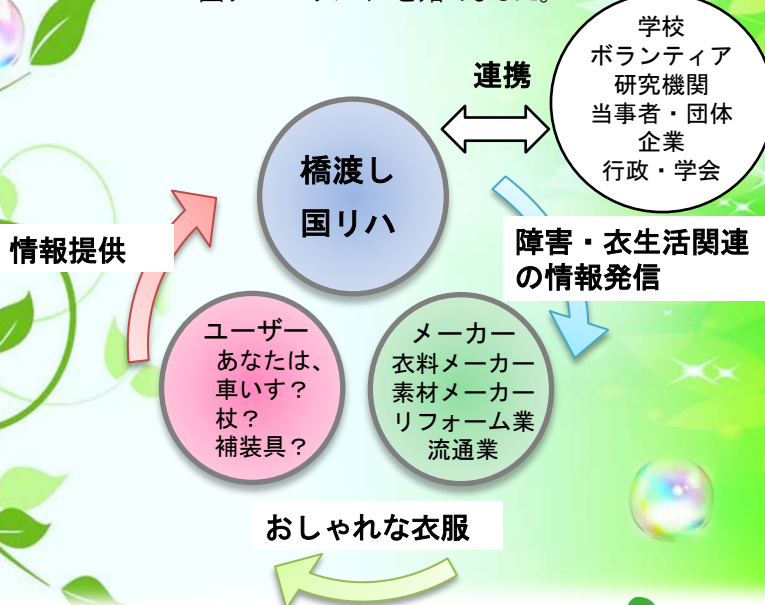 学校
ボランティア
研究機関
当事者・団体
企業
行政・学会
連携
橋渡し
国リハ
情報提供
障害・衣生活関連
の情報発信
ユーザー
あなたは、
車いす？
杖？
補装具？
メーカー
衣料メーカー
素材メーカー
リフォーム業
流通業
おしゃれな衣服